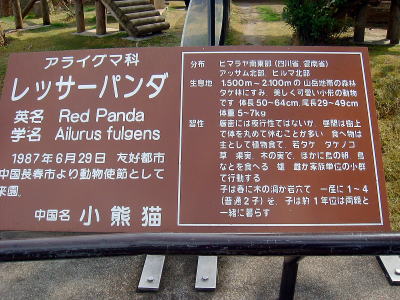 アライグマ科
レッサーパンダ
英名 Red Panda
学名 Ailurus fulgens
1987年6月29日 友好都市
中国長春市より動物使節として
来園。
中国名 小熊猫
分布 ヒマラヤ南東部(四川省、雲南省)
アッサム北部、ビルマ北部
生息地 1,500m~2,100mの山岳地帯の森林
タケ林にすみ、美しく可愛い小形の動物
です 体長50~64cm、尾長29~49cm
体重5~7kg
習性 厳密には夜行性ではないが、昼間は樹上
で体を丸めて休むことが多い 食べ物は
主として植物食で、若タケ タケノコ
草 果実、木の実で、ほかに鳥の卵、鳥
などを食べる 雄 雌か家族単位の小群
で行動する
子は春に木の洞か岩穴で 一産に1~4
(普通2子)そ、子は約1年位は両親と
一緒に暮らす